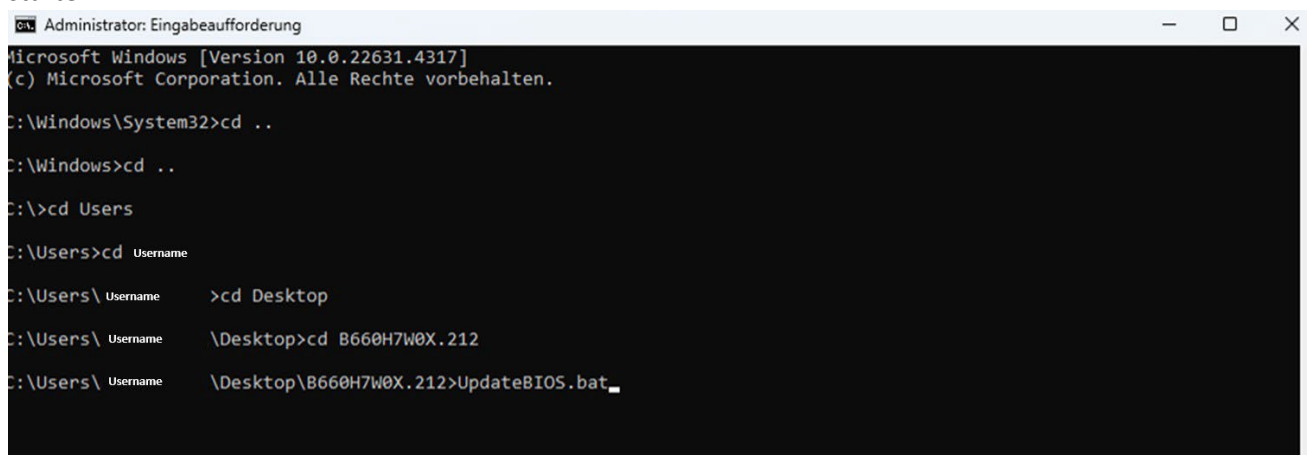 Administrator: Eingabeaufforderung
Microsoft Windows [Version 10.0.22631.4317]
(c) Microsoft Corporation. Alle Rechte vorbehalten.
C:\Windows\System32>cd ..
C:\Windows>cd ..
C:\>cd Users
C:\Users>cd Username
C:\Users\ Username >cd Desktop
C:\Users\ Username \Desktop>cd B660H7W0X.212
C:\Users\ Username \Desktop\B660H7W0X.212>UpdateBIOS.bat